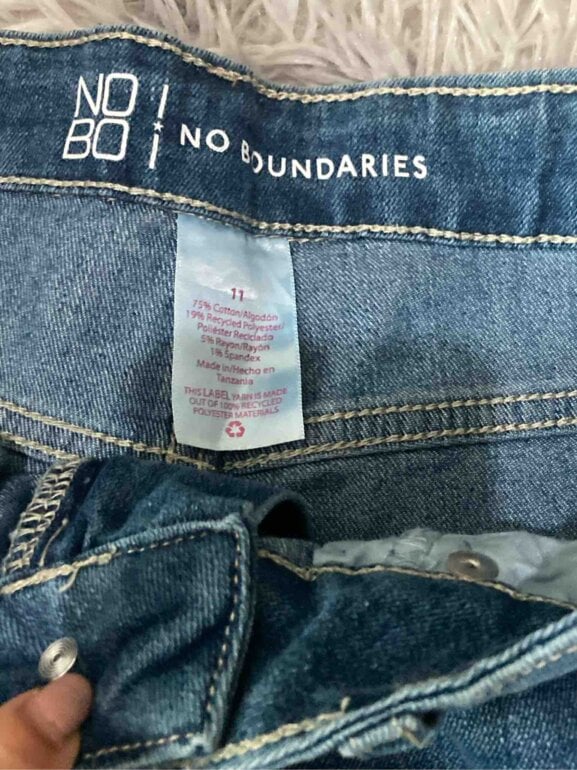 NO
BO
NO BOUNDARIES
11
75% Cotton/Algodón
19% Recycled Polyester/
Poliéster Reciclado
5% Rayon/Rayón
1% Spandex
Made in/Hecho en
Tanzania
THIS LABEL YARN IS MADE
OUT OF 100% RECYCLED
POLYESTER MATERIALS